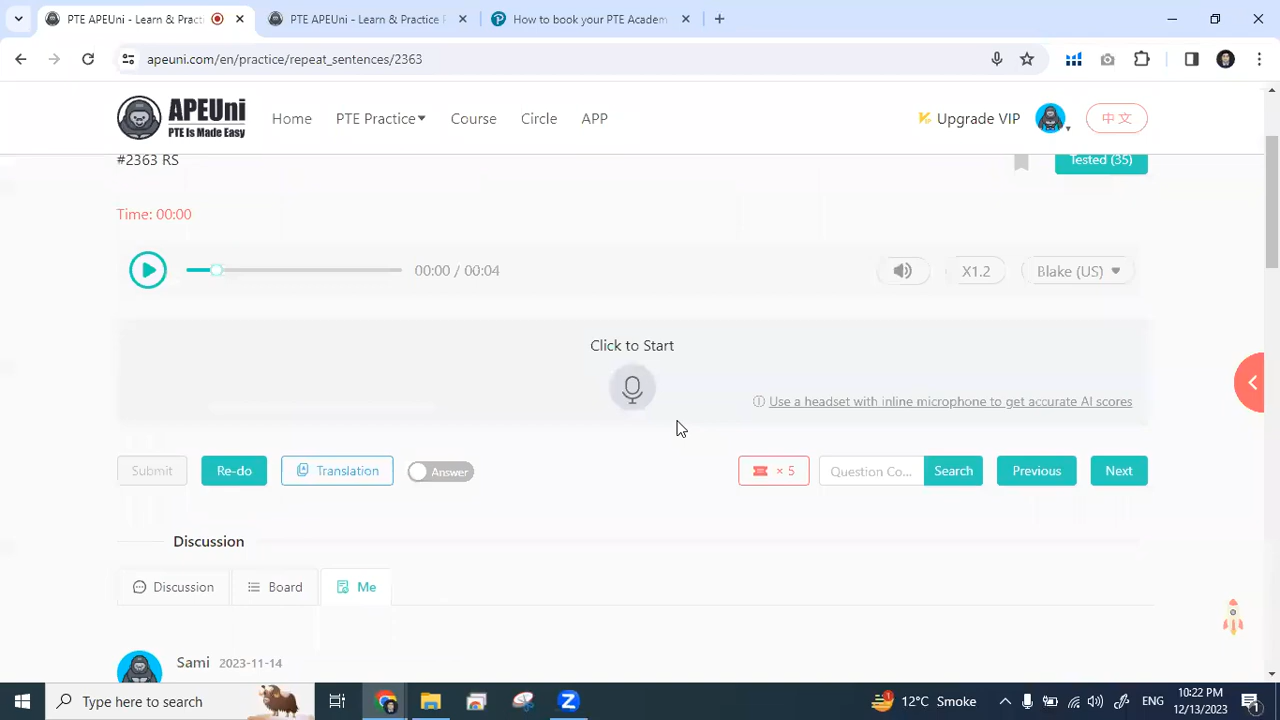 PTE APEUni - Learn & Practi
PTE APEUni - Learn & Practice
How to book your PTE Academ
apeuni.com/en/practice/repeat_sentences/2363
APEUni
PTE Is Made Easy
Home
PTE Practice
Course
Circle
APP
Upgrade VIP
中文
#2363 RS
Tested (35)
Time: 00:00
00:00 / 00:04
X1.2
Blake (US)
Click to Start
Use a headset with inline microphone to get accurate AI scores
Submit
Re-do
Translation
Answer
× 5
Question Co...
Search
Previous
Next
Discussion
Discussion
Board
Me
Sami 2023-11-14
Type here to search
12°C Smoke
ENG
10:22 PM
12/13/2023
1